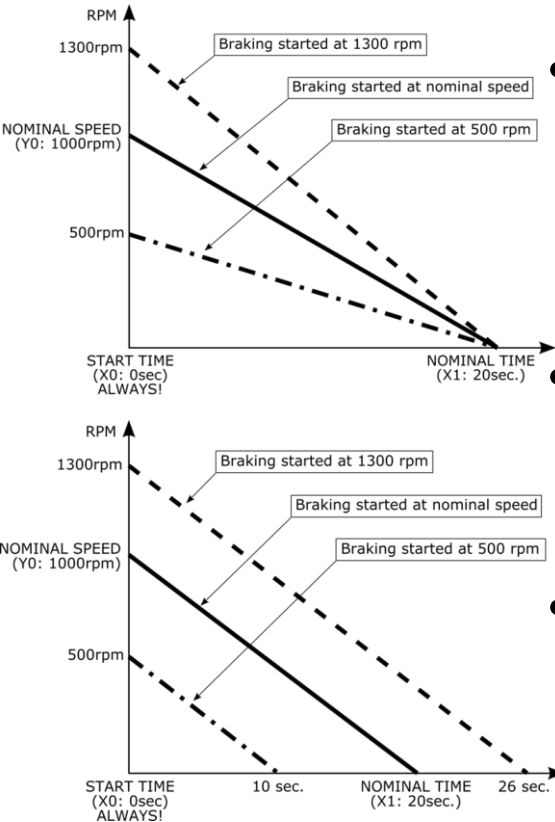 RPM
1300rpm
Braking started at 1300 rpm
Braking started at nominal speed
NOMINAL SPEED
(Y0: 1000rpm)
Braking started at 500 rpm
500rpm
START TIME
(X0: 0sec)
ALWAYS!
NOMINAL TIME
(X1: 20sec.)
RPM
1300rpm
Braking started at 1300 rpm
Braking started at nominal speed
NOMINAL SPEED
(Y0: 1000rpm)
Braking started at 500 rpm
500rpm
START TIME
(X0: 0sec)
ALWAYS!
10 sec.
NOMINAL TIME
(X1: 20sec.)
26 sec.